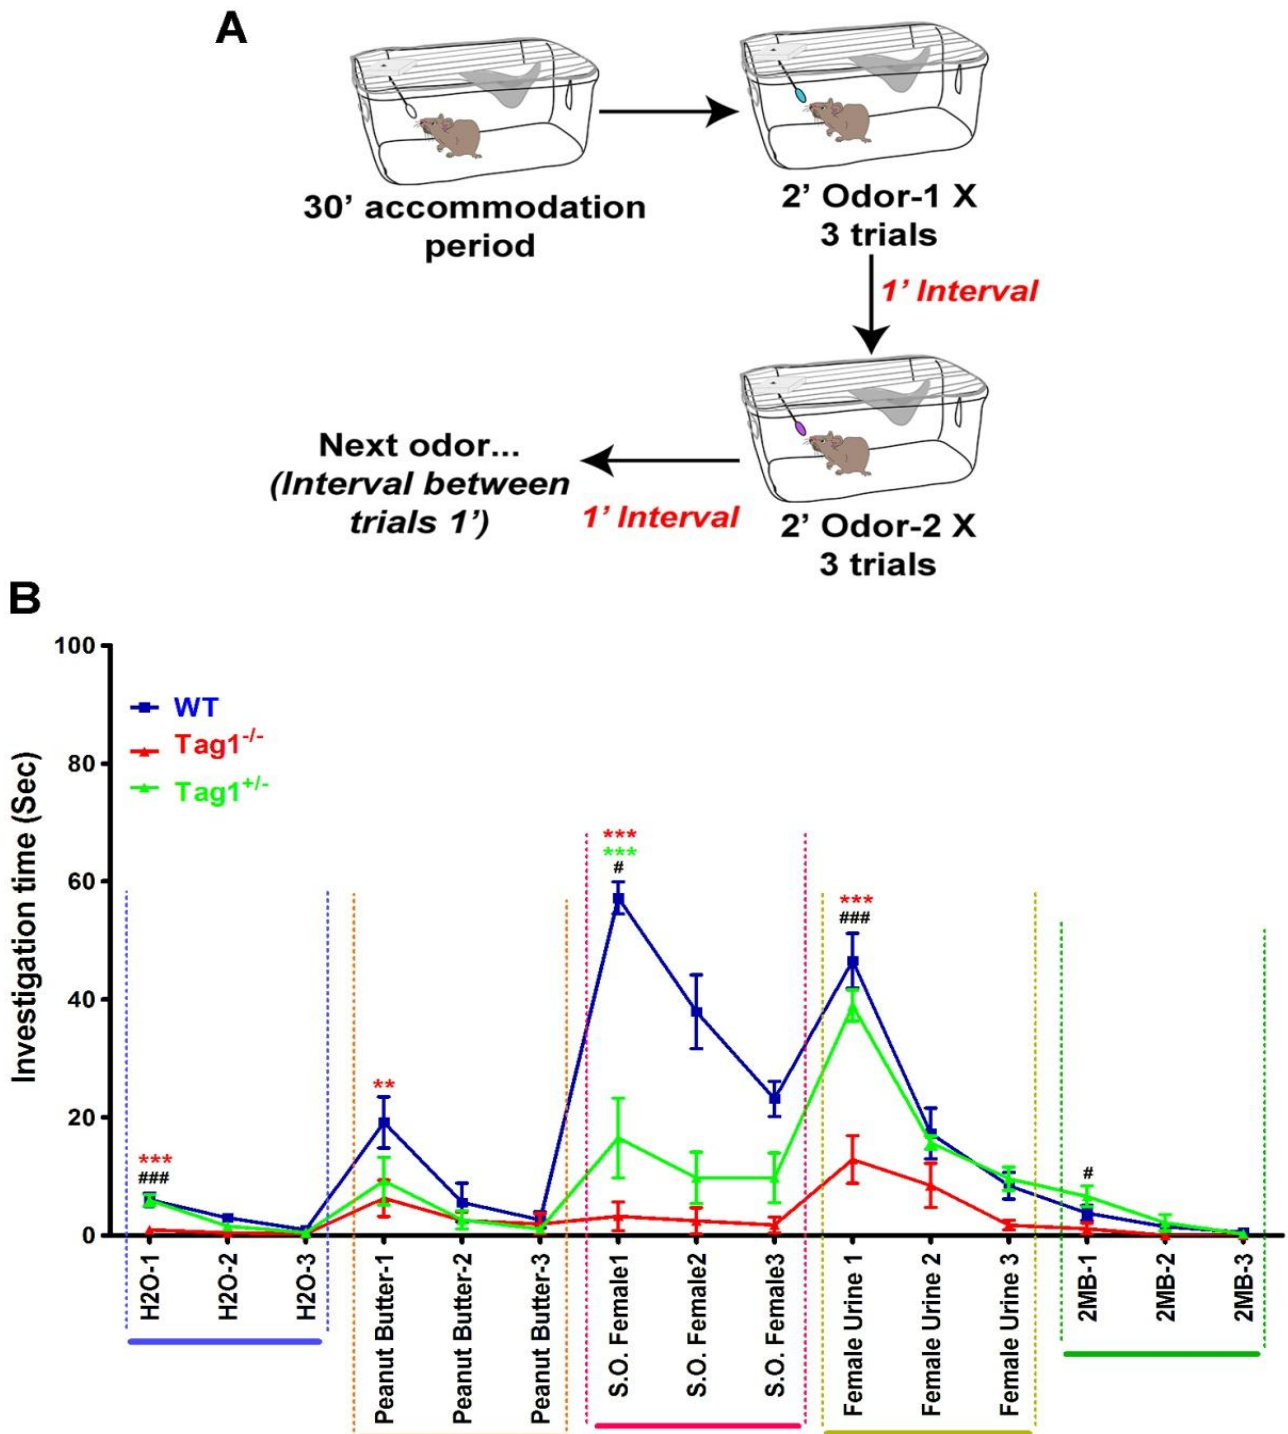 A
30’ accommodation
period
2’ Odor-1 X
3 trials
1’ Interval
2’ Odor-2 X
3 trials
1’ Interval
Next odor...
(Interval between
trials 1’)
B
Investigation time (Sec)
100
80
60
40
20
0
WT
Tag1-/-
Tag1+/-
***
###
**
***
***
#
***
###
#
H2O-1
H2O-2
H2O-3
Peanut Butter-1
Peanut Butter-2
Peanut Butter-3
S.O. Female1
S.O. Female2
S.O. Female3
Female Urine 1
Female Urine 2
Female Urine 3
2MB-1
2MB-2
2MB-3